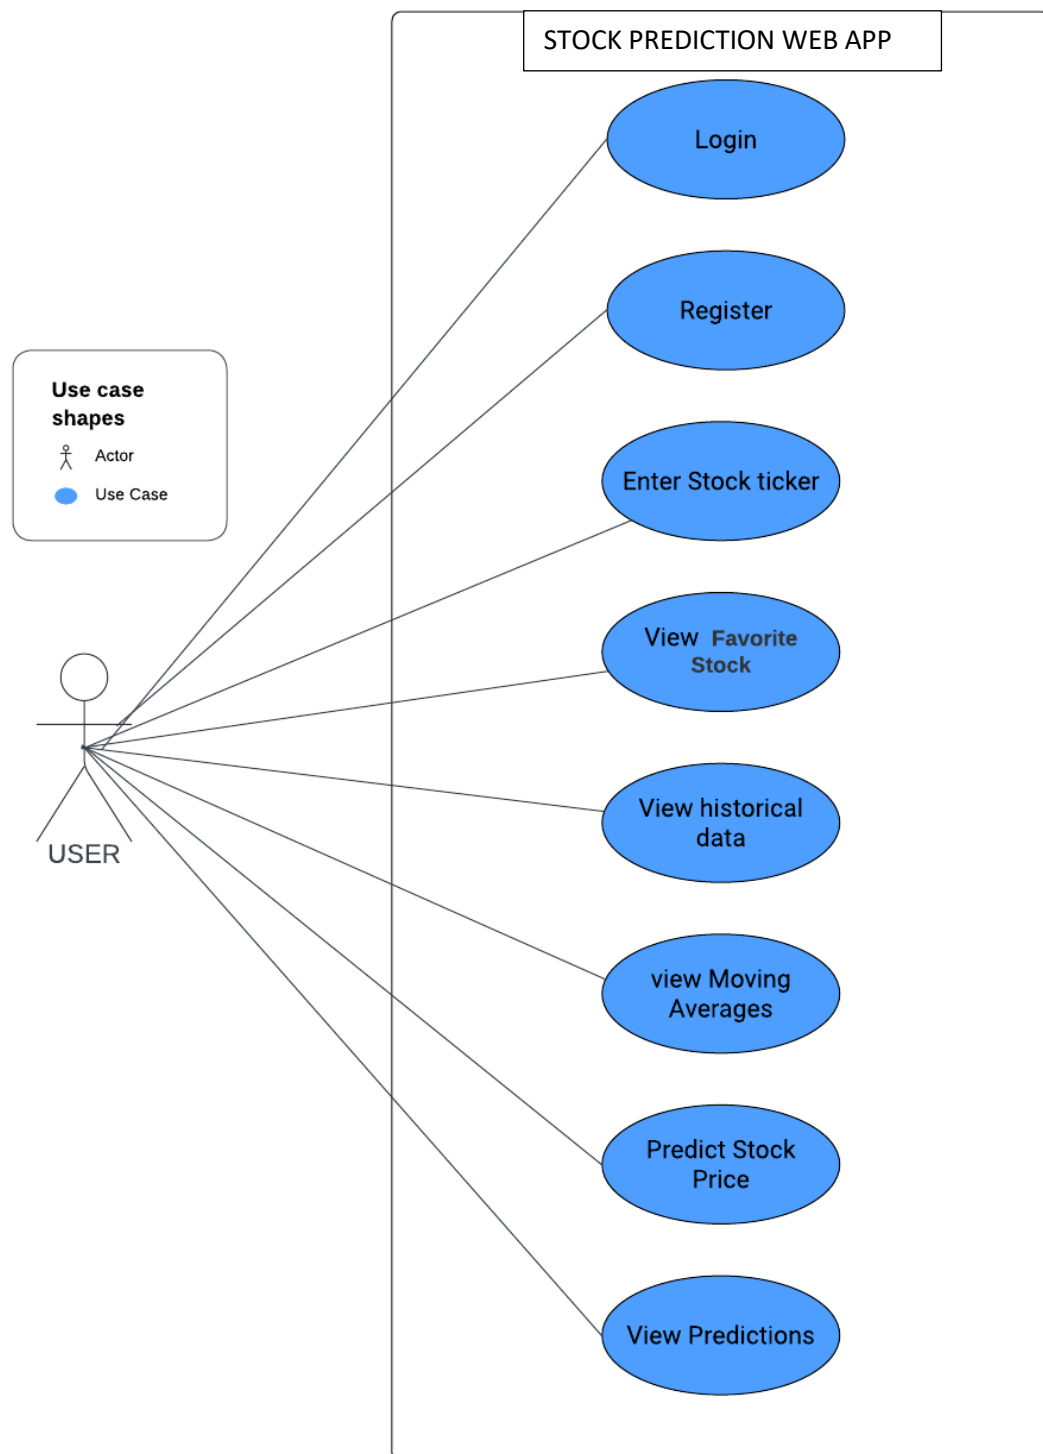 STOCK PREDICTION WEB APP
Login
Register
Use case
shapes
Actor
Use Case
Enter Stock ticker
View Favorite
Stock
View historical
data
USER
view Moving
Averages
Predict Stock
Price
View Predictions